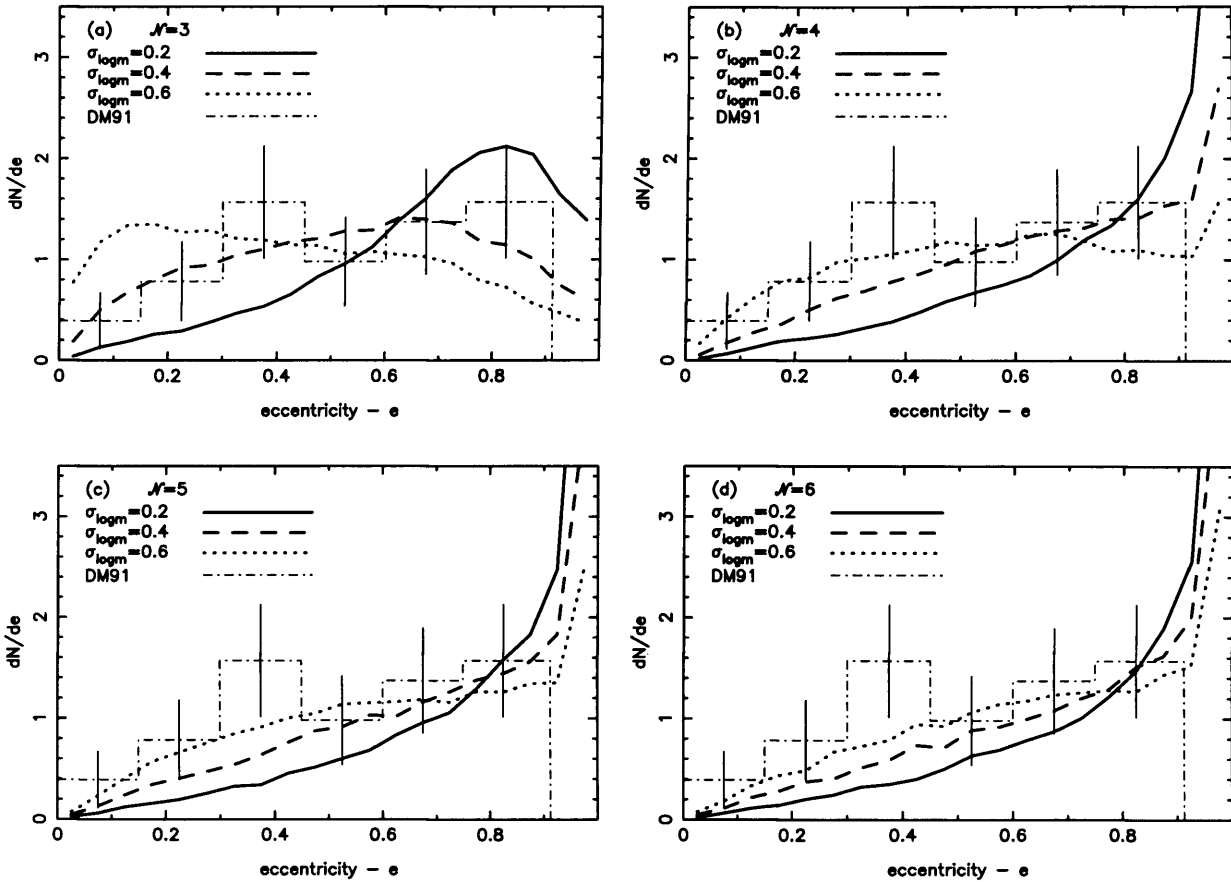 (a) 𝒩=3
σlogm=0.2
σlogm=0.4
σlogm=0.6
DM91
dN/de
3
2
1
0
0 0.2 0.4 0.6 0.8
eccentricity – e
(b) 𝒩=4
σlogm=0.2
σlogm=0.4
σlogm=0.6
DM91
dN/de
3
2
1
0
0 0.2 0.4 0.6 0.8
eccentricity – e
(c) 𝒩=5
σlogm=0.2
σlogm=0.4
σlogm=0.6
DM91
dN/de
3
2
1
0
0 0.2 0.4 0.6 0.8
eccentricity – e
(d) 𝒩=6
σlogm=0.2
σlogm=0.4
σlogm=0.6
DM91
dN/de
3
2
1
0
0 0.2 0.4 0.6 0.8
eccentricity – e